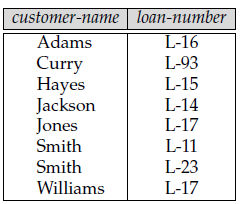 customer-name loan-number
Adams L-16
Curry L-93
Hayes L-15
Jackson L-14
Jones L-17
Smith L-11
Smith L-23
Williams L-17